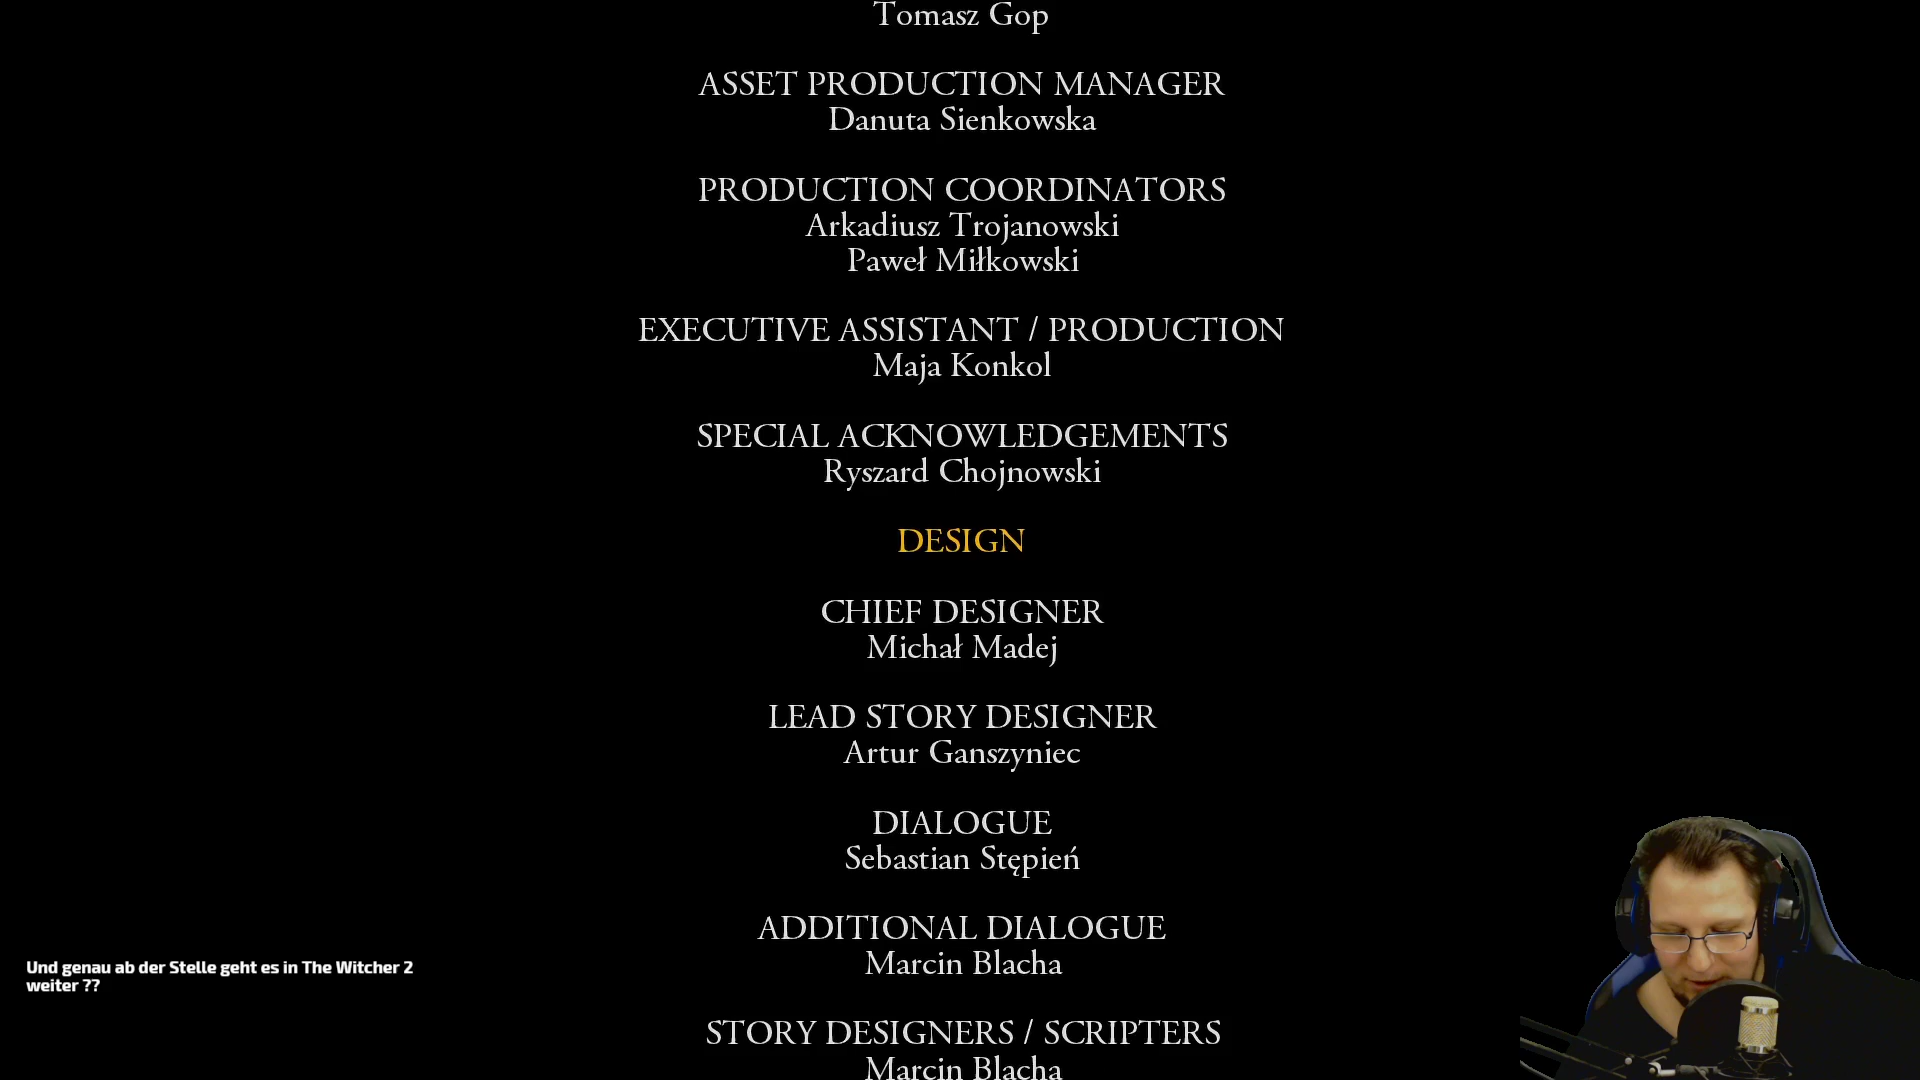 Tomasz Gop
ASSET PRODUCTION MANAGER
Danuta Sienkowska
PRODUCTION COORDINATORS
Arkadiusz Trojanowski
Paweł Miłkowski
EXECUTIVE ASSISTANT / PRODUCTION
Maja Konkol
SPECIAL ACKNOWLEDGEMENTS
Ryszard Chojnowski
DESIGN
CHIEF DESIGNER
Michał Madej
LEAD STORY DESIGNER
Artur Ganszyniec
DIALOGUE
Sebastian Stępień
ADDITIONAL DIALOGUE
Marcin Blacha
STORY DESIGNERS / SCRIPTERS
Marcin Blacha
Und genau ab der Stelle geht es in The Witcher 2
weiter ??